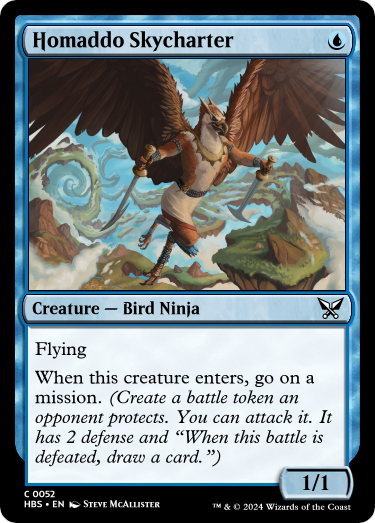 Homaddo Skycharter
Creature — Bird Ninja
Flying
When this creature enters, go on a
mission. (Create a battle token an
opponent protects. You can attack it. It
has 2 defense and “When this battle is
defeated, draw a card.”)
1/1
C 0052
HBS • EN Steve McAllister
™ & © 2024 Wizards of the Coast